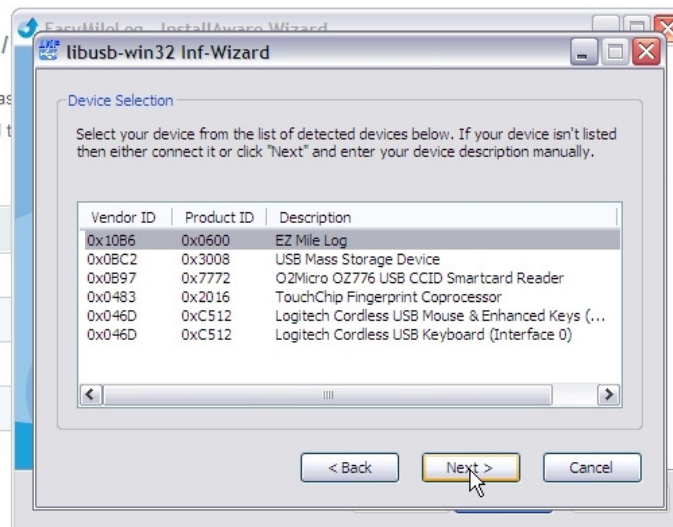 EasyMileLog - InstallAware Wizard
libusb-win32 Inf-Wizard
Device Selection
Select your device from the list of detected devices below. If your device isn't listed
then either connect it or click "Next" and enter your device description manually.
Vendor ID Product ID Description
0x10B6 0x0600 EZ Mile Log
0x0BC2 0x3008 USB Mass Storage Device
0x0B97 0x7772 O2Micro OZ776 USB CCID Smartcard Reader
0x0483 0x2016 TouchChip Fingerprint Coprocessor
0x046D 0xC512 Logitech Cordless USB Mouse & Enhanced Keys (...
0x046D 0xC512 Logitech Cordless USB Keyboard (Interface 0)
< Back Next > Cancel